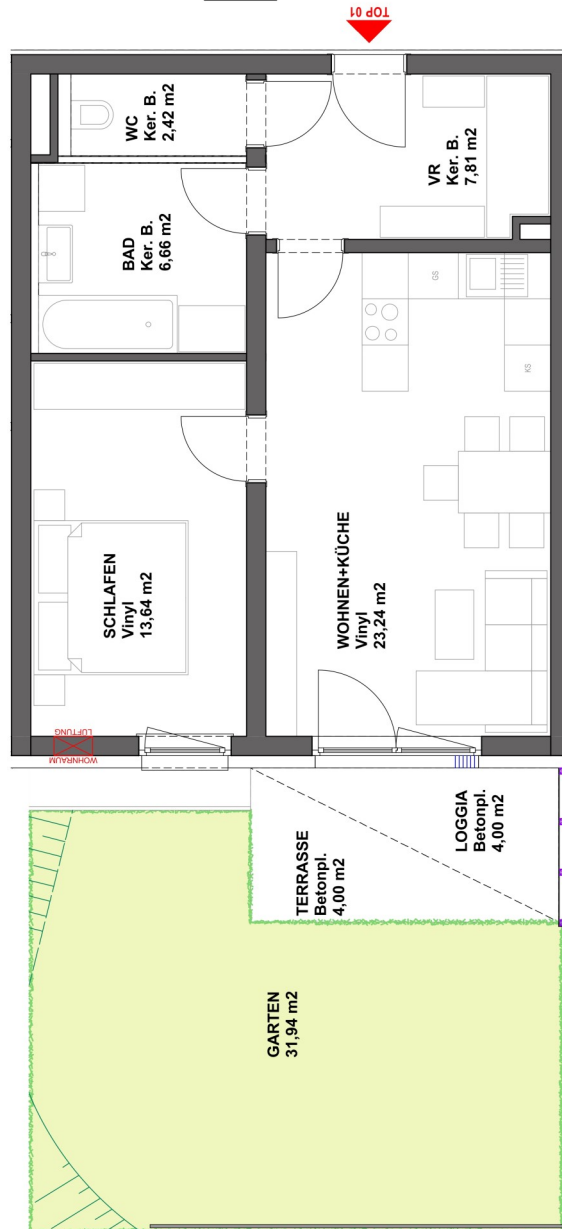 TOP 01
WC
Ker. B.
2,42 m2
BAD
Ker. B.
6,66 m2
VR
Ker. B.
7,81 m2
GS
KS
SCHLAFEN
Vinyl
13,64 m2
WOHNEN+KÜCHE
Vinyl
23,24 m2
WOHNRAUM
LÜFTUNG
TERRASSE
Betonpl.
4,00 m2
LOGGIA
Betonpl.
4,00 m2
GARTEN
31,94 m2